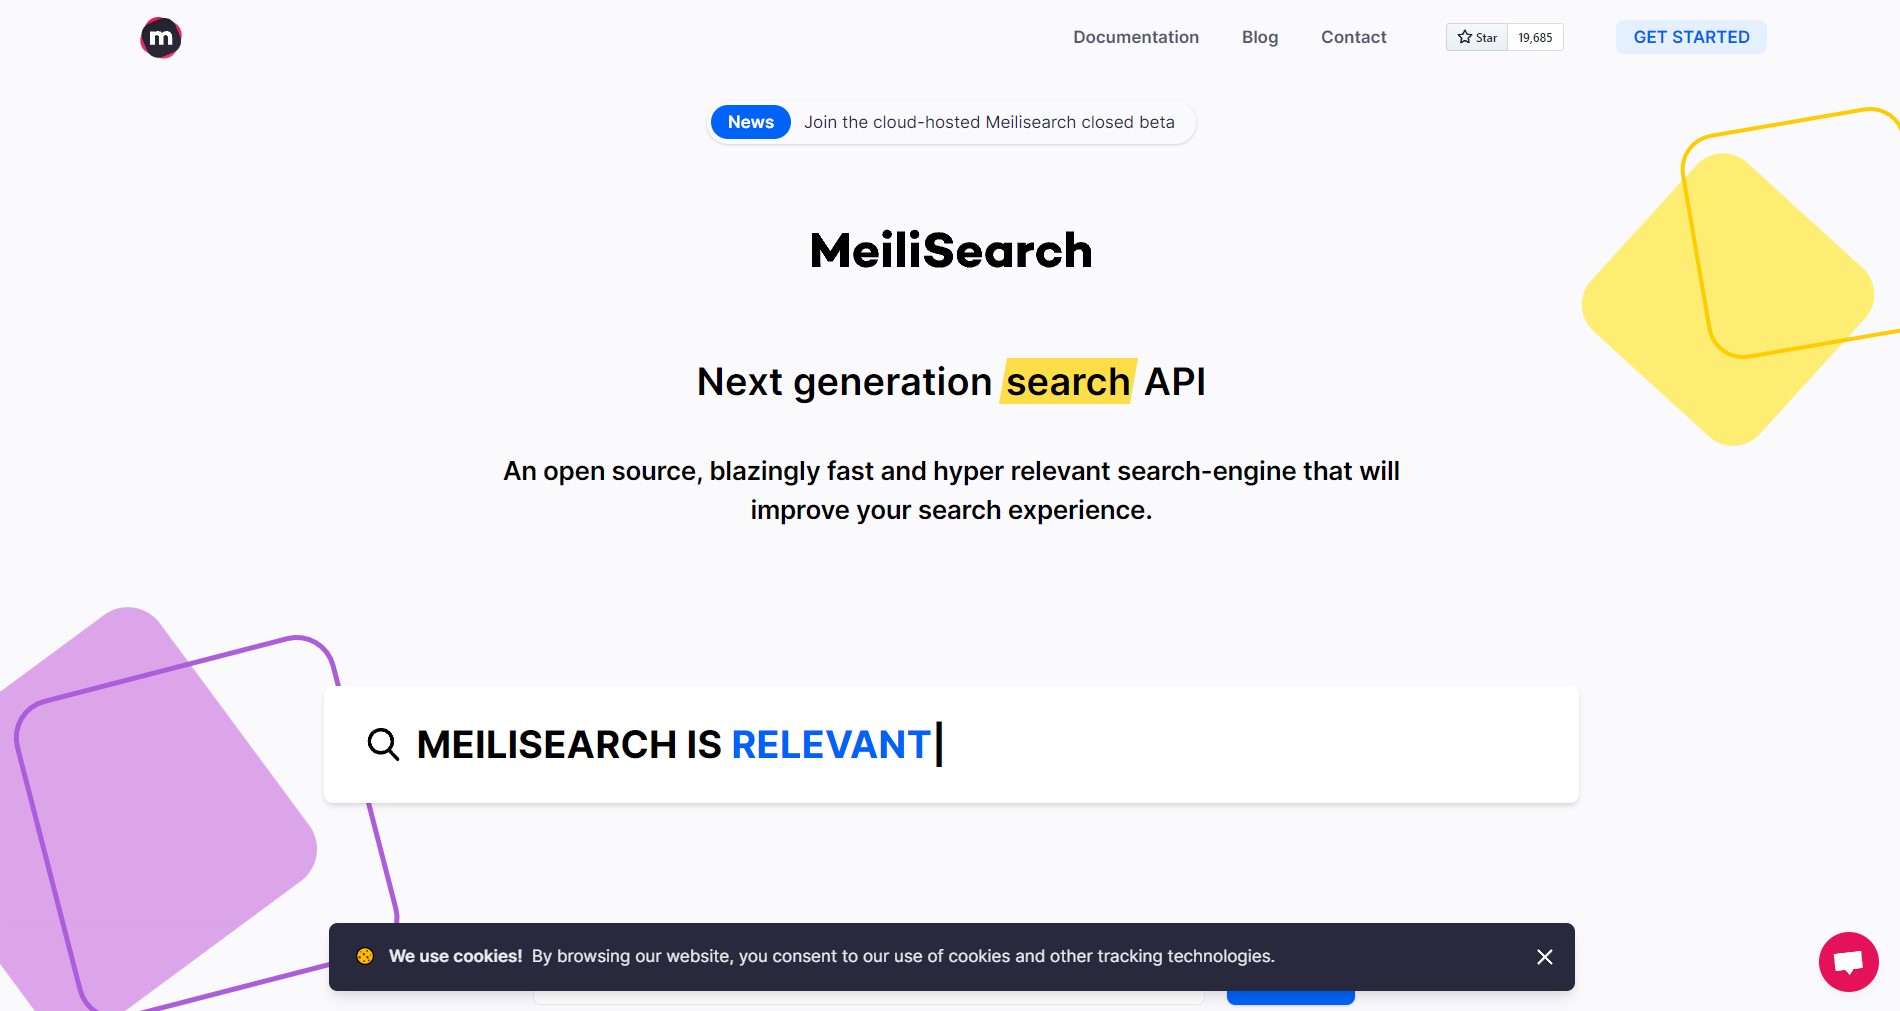 m
Documentation
Blog
Contact
Star
19,685
GET STARTED
News
Join the cloud-hosted Meilisearch closed beta
MeiliSearch
Next generation search API
An open source, blazingly fast and hyper relevant search-engine that will
improve your search experience.
MEILISEARCH IS RELEVANT
We use cookies! By browsing our website, you consent to our use of cookies and other tracking technologies.